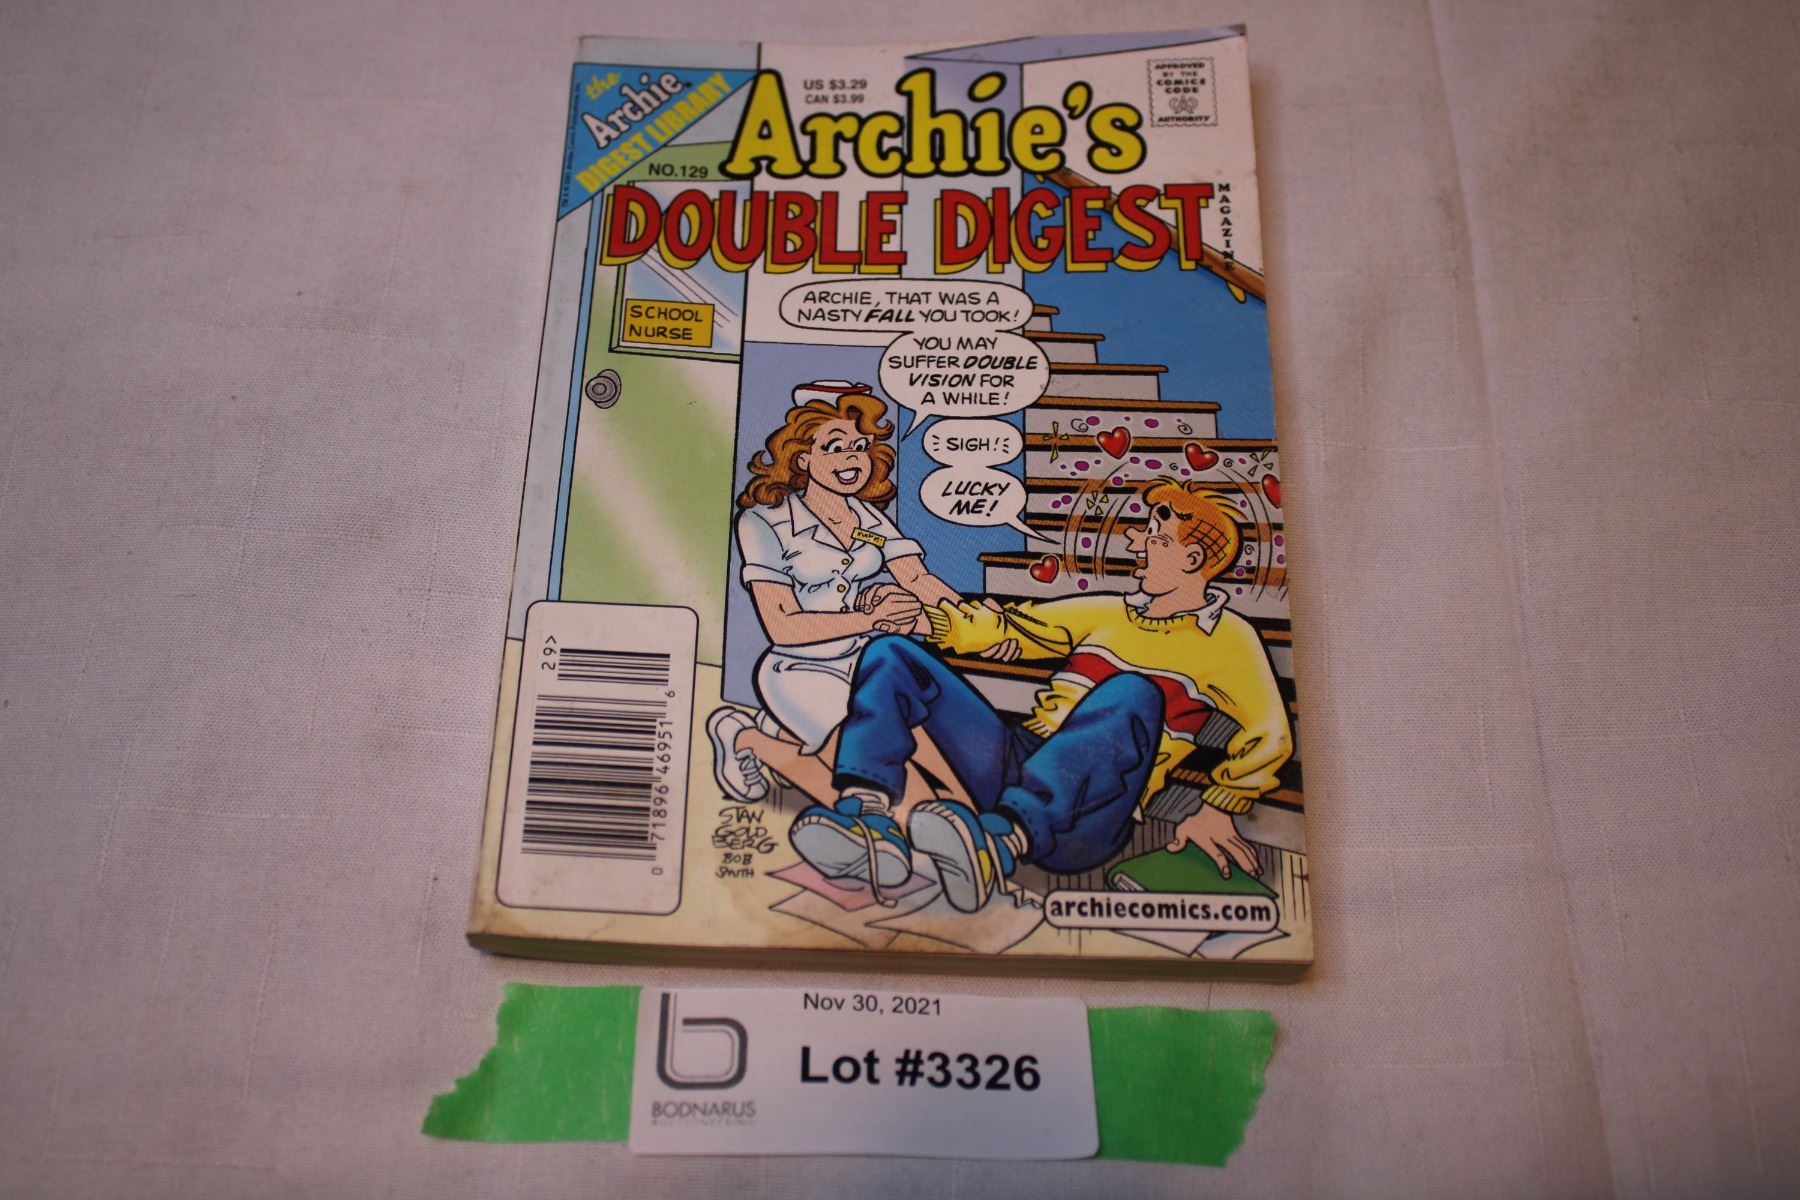 the
Archie
DIGEST LIBRARY
US $3.29
CAN $3.99
APPROVED
BY THE
COMICS
CODE
CA
AUTHORITY
NO.129
Archie's
DOUBLE DIGEST
MAGAZINE
SCHOOL
NURSE
ARCHIE, THAT WAS A
NASTY FALL YOU TOOK!
YOU MAY
SUFFER DOUBLE
VISION FOR
A WHILE!
SIGH!
LUCKY
ME!
29>
0 71896 46951 6
STAN
GOLD
BERG
BOB
SMITH
archiecomics.com
Nov 30, 2021
Lot #3326
BODNARUS
AUCTIONEERING